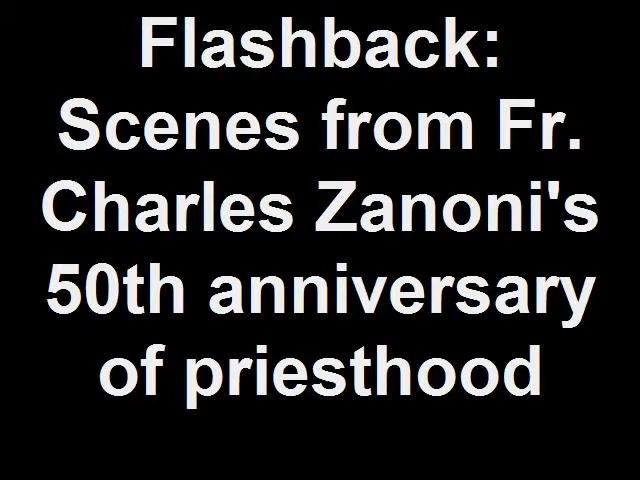 Flashback:
Scenes from Fr.
Charles Zanoni's
50th anniversary
of priesthood